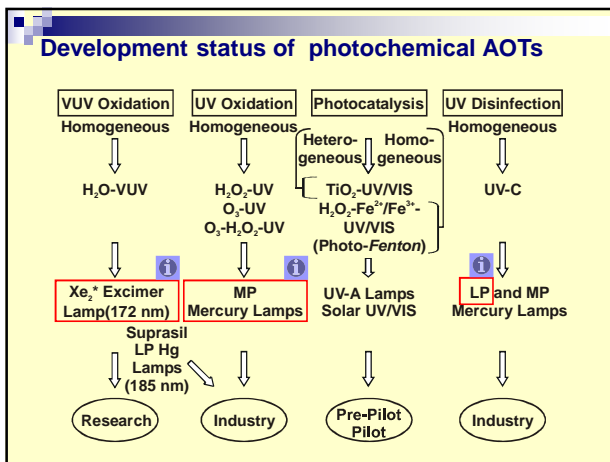 Development status of photochemical AOTs
VUV Oxidation
Homogeneous
H₂O-VUV
Xe₂* Excimer
Lamp(172 nm)
Suprasil
LP Hg
Lamps
(185 nm)
Research
UV Oxidation
Homogeneous
H₂O₂-UV
O₃-UV
O₃-H₂O₂-UV
MP
Mercury Lamps
Industry
Photocatalysis
Hetero-
geneous
Homo-
geneous
TiO₂-UV/VIS
H₂O₂-Fe²⁺/Fe³⁺-
UV/VIS
(Photo-Fenton)
UV-A Lamps
Solar UV/VIS
Pre-Pilot
Pilot
UV Disinfection
Homogeneous
UV-C
LP and MP
Mercury Lamps
Industry